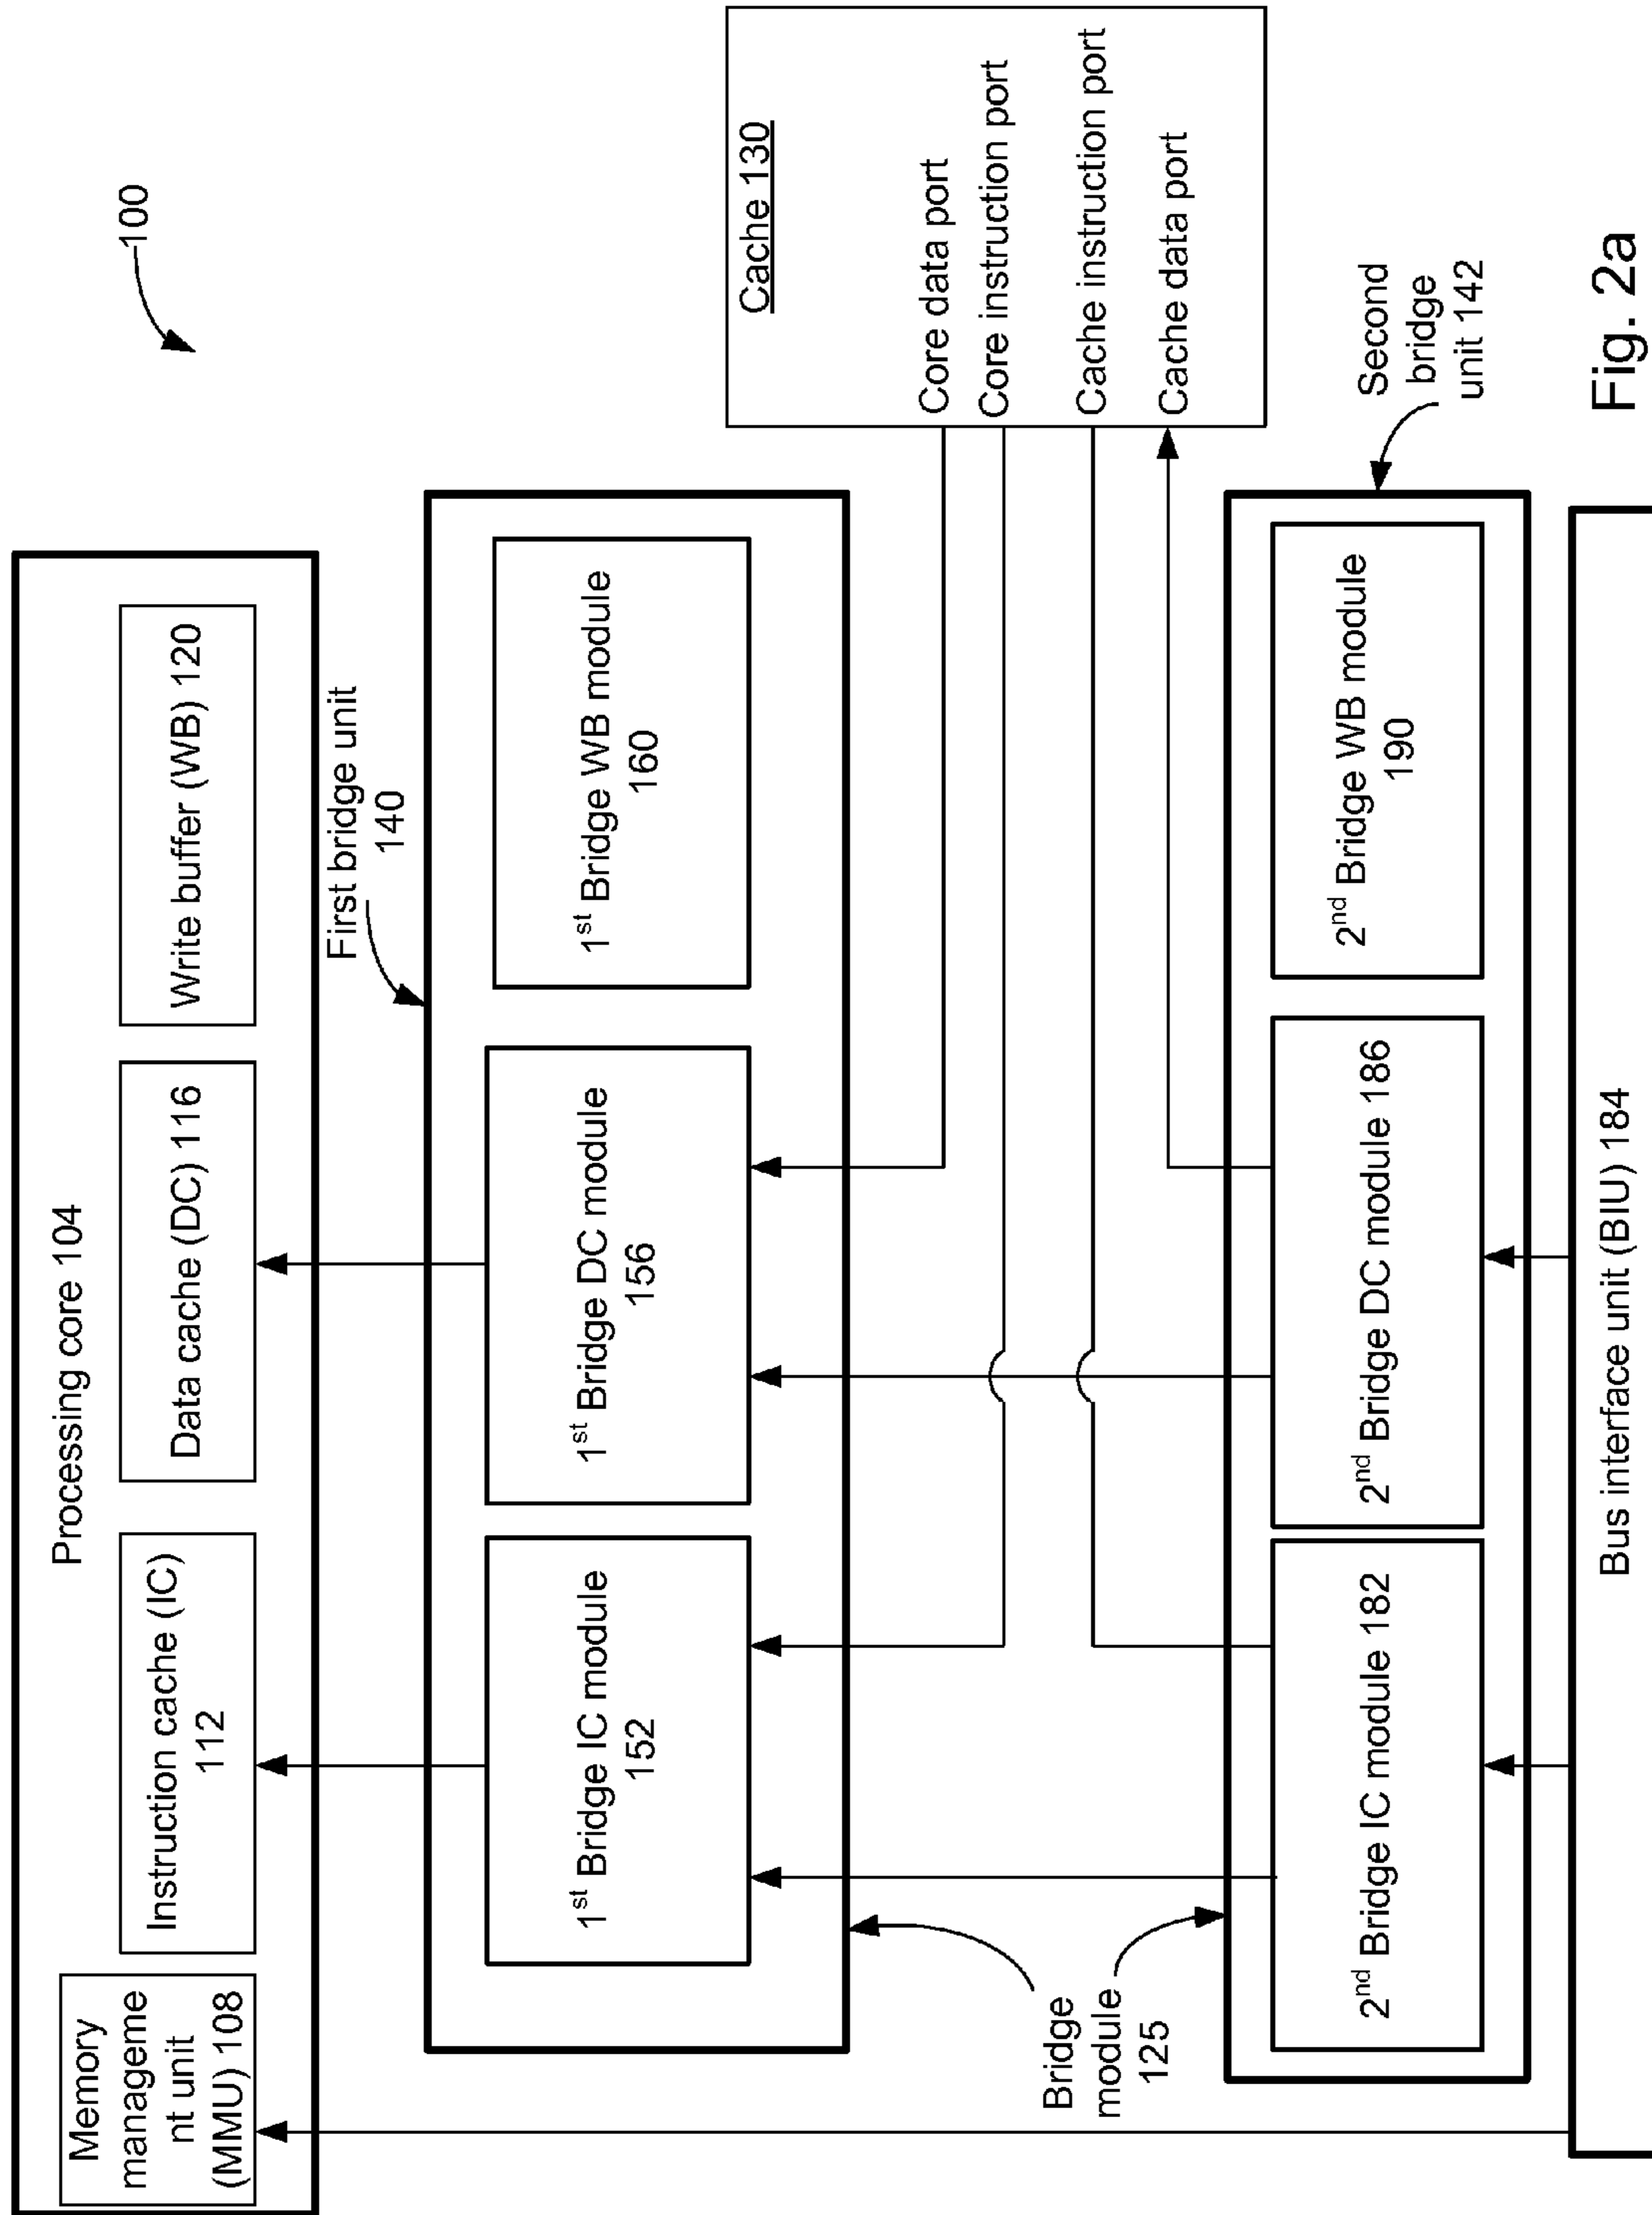 100
Processing core 104
Memory
manageme
nt unit
(MMU) 108
Instruction cache (IC)
112
Data cache (DC) 116
Write buffer (WB) 120
First bridge unit
140
1st Bridge IC module
152
1st Bridge DC module
156
1st Bridge WB module
160
Cache 130
Core data port
Core instruction port
Cache instruction port
Cache data port
Bridge
module
125
Second
bridge
unit 142
2nd Bridge IC module 182
2nd Bridge DC module 186
2nd Bridge WB module
190
Bus interface unit (BIU) 184
Fig. 2a